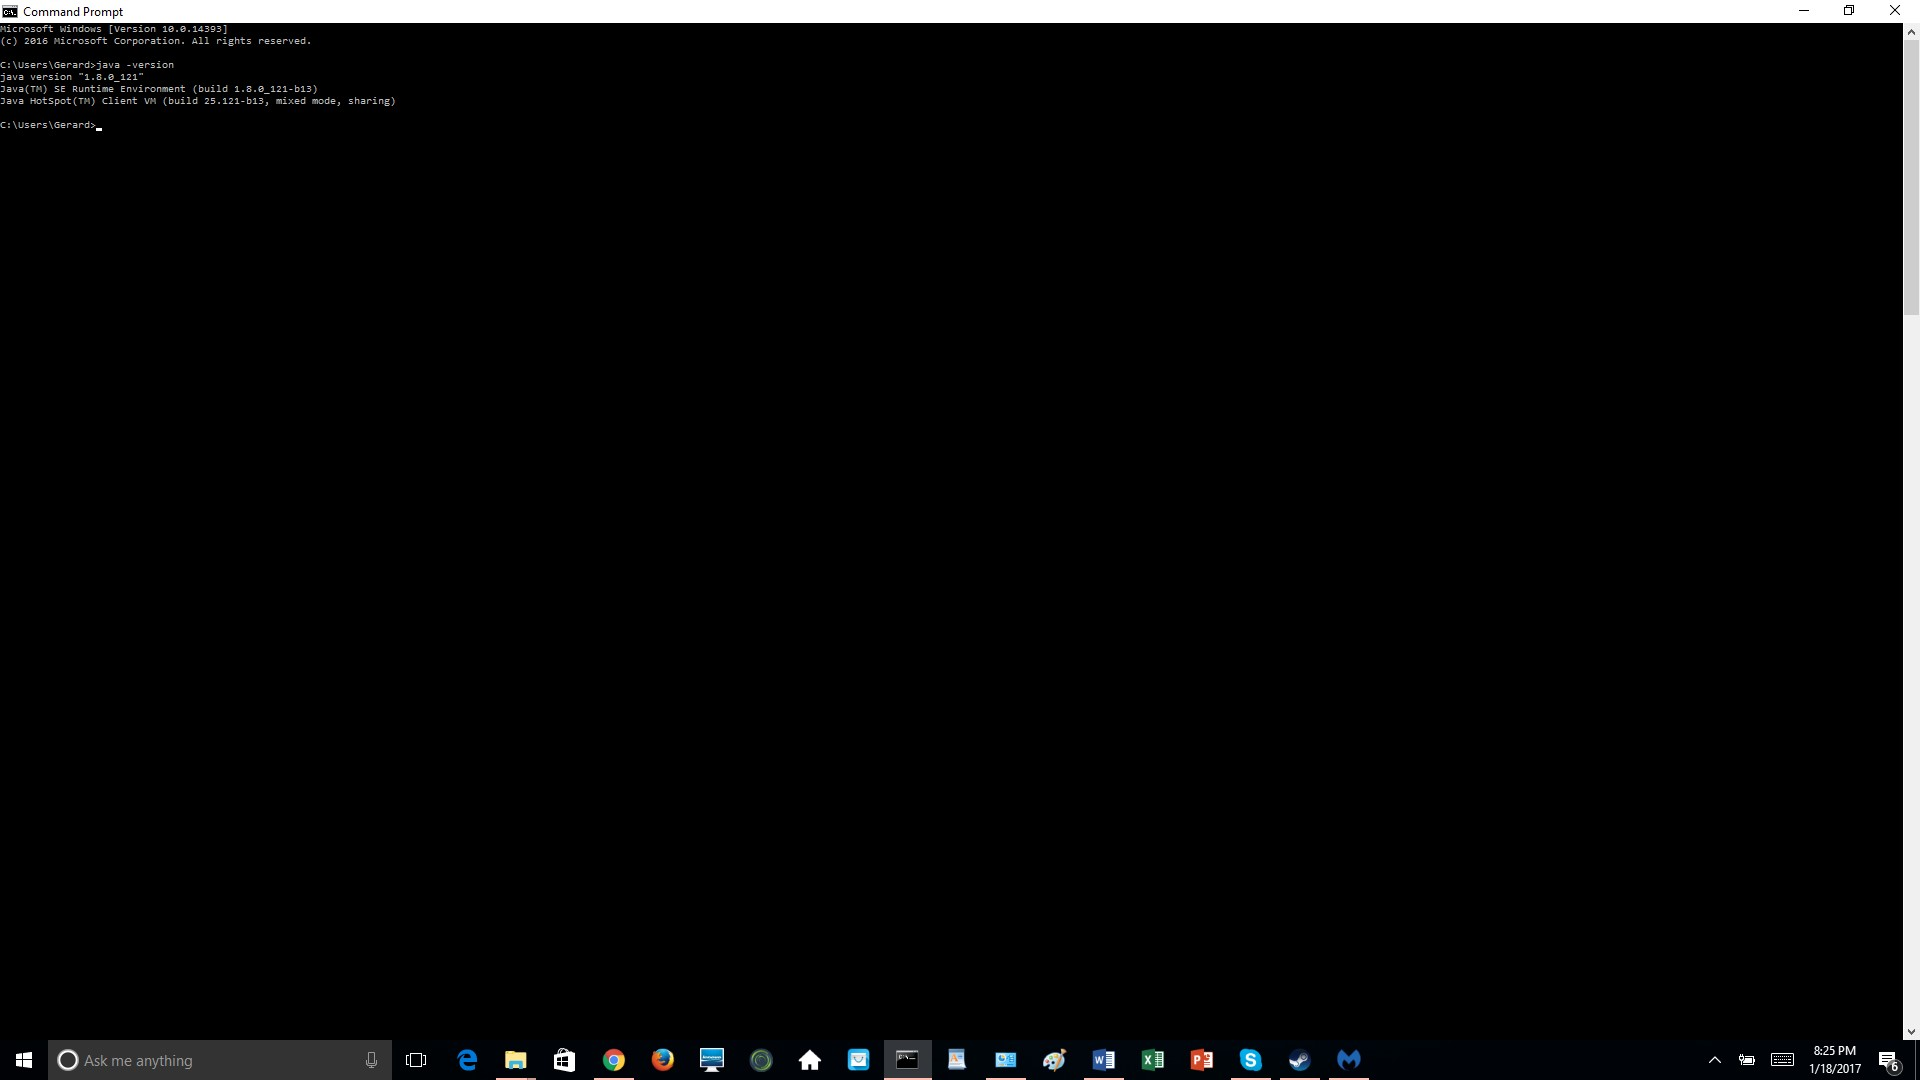 Command Prompt
Microsoft Windows [Version 10.0.14393]
(c) 2016 Microsoft Corporation. All rights reserved.
C:\Users\Gerard>java -version
java version "1.8.0_121"
Java(TM) SE Runtime Environment (build 1.8.0_121-b13)
Java HotSpot(TM) Client VM (build 25.121-b13, mixed mode, sharing)
C:\Users\Gerard>
Ask me anything
8:25 PM
1/18/2017
6